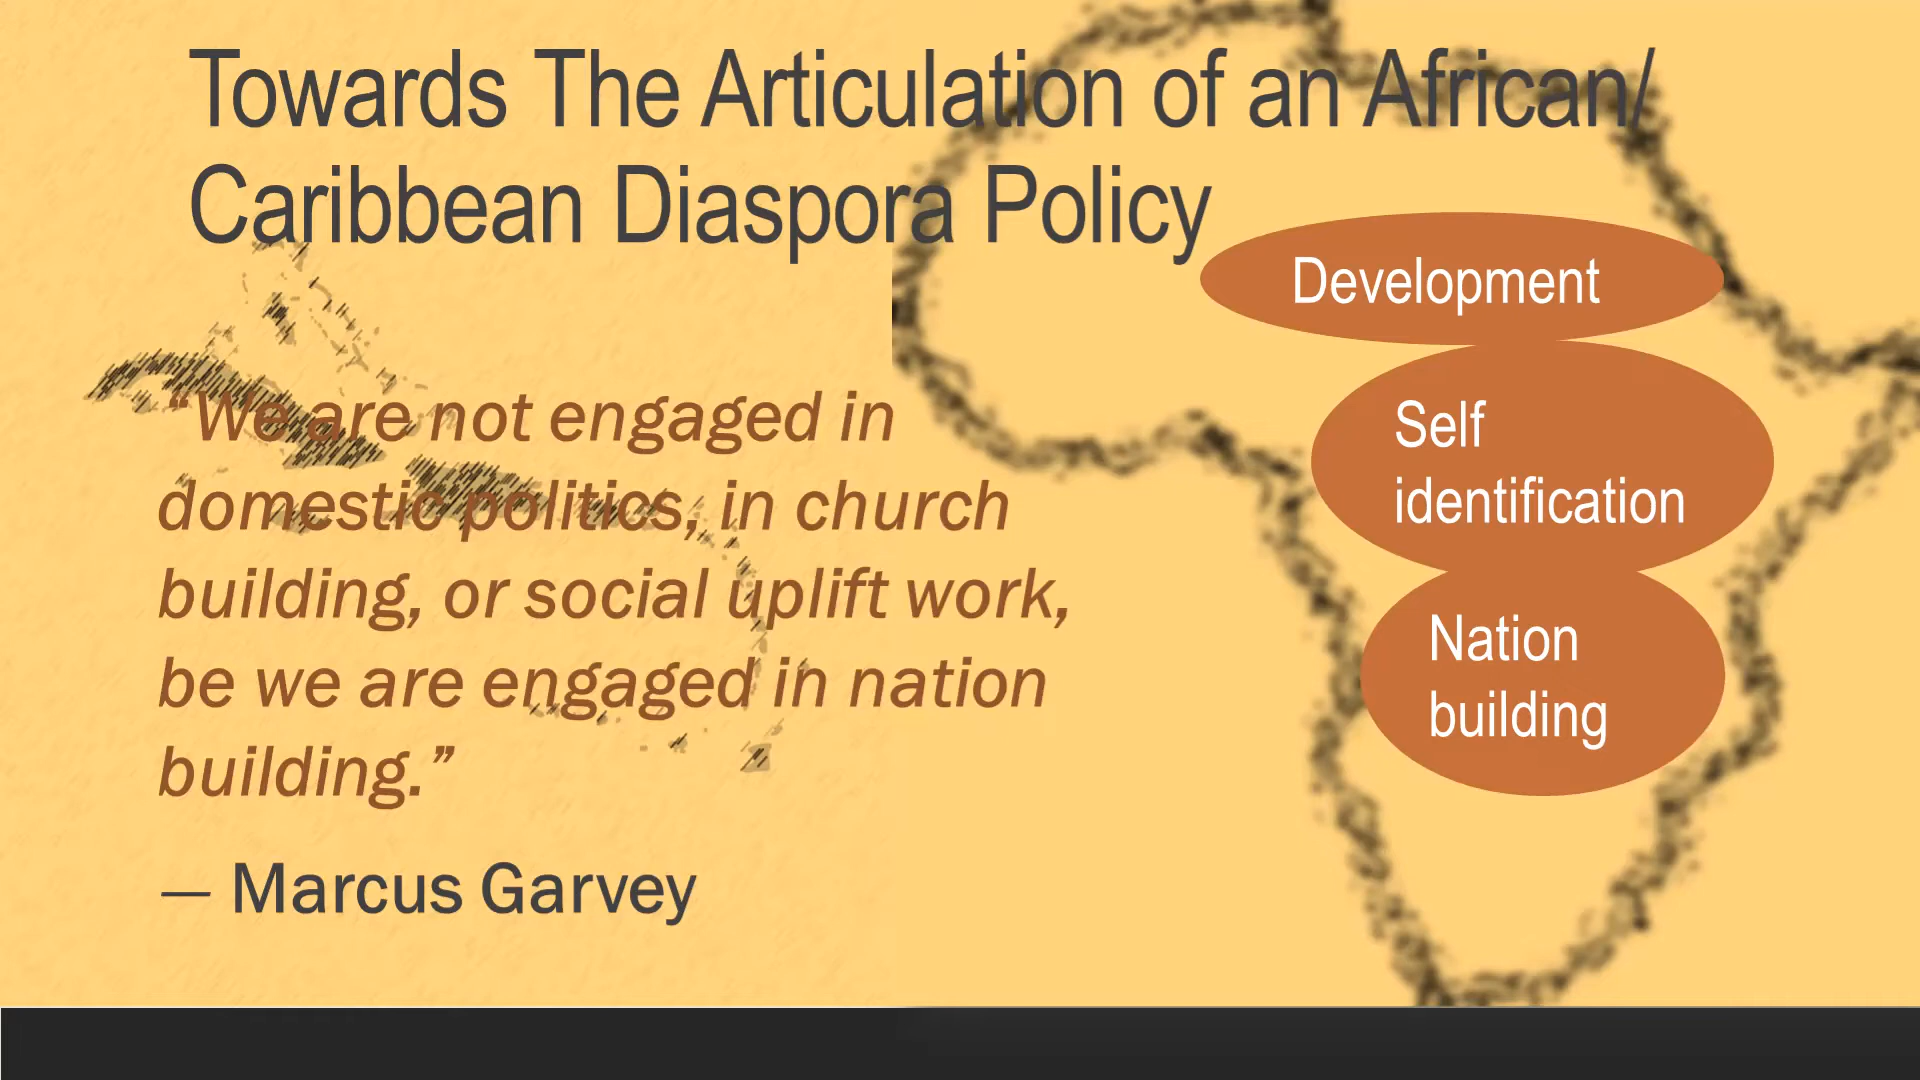 Towards The Articulation of an African/
Caribbean Diaspora Policy
Development
Self
identification
Nation
building
“We are not engaged in
domestic politics, in church
building, or social uplift work,
be we are engaged in nation
building.”
— Marcus Garvey